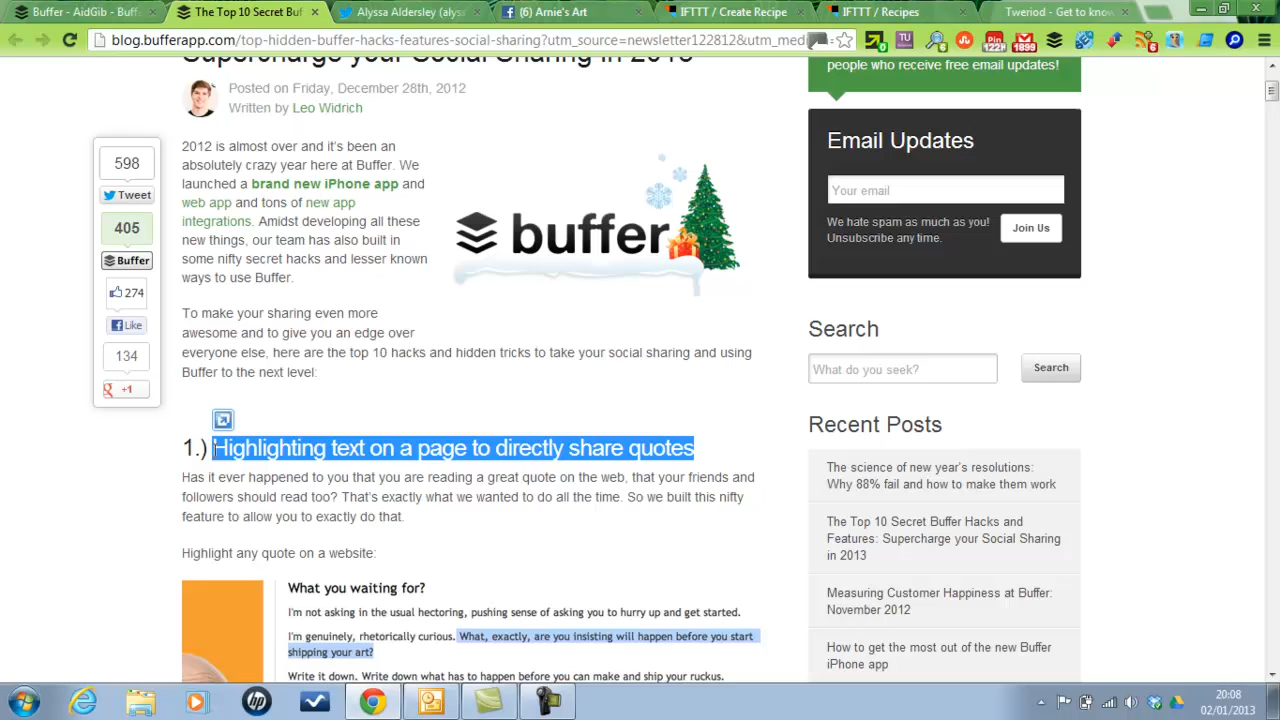 Buffer - AidGib - Buffer
The Top 10 Secret Buf
Alyssa Aldersley (alys
(4) Arnie's Art
IFTTT / Create Recipe
IFTTT / Recipes
Tweriod - Get to know
blog.bufferapp.com/top-hidden-buffer-hacks-features-social-sharing?utm_source=newsletter122812&utm_med
Supercharge your Social Sharing in 2013
Posted on Friday, December 28th, 2012
Written by Leo Widrich
598
Tweet
405
Buffer
274
Like
134
+1
2012 is almost over and it's been an
absolutely crazy year here at Buffer. We
launched a brand new iPhone app and
web app and tons of new app
integrations. Amidst developing all these
new things, our team has also built in
some nifty secret hacks and lesser known
ways to use Buffer.
buffer
To make your sharing even more
awesome and to give you an edge over
everyone else, here are the top 10 hacks and hidden tricks to take your social sharing and using
Buffer to the next level:
1.) Highlighting text on a page to directly share quotes
Has it ever happened to you that you are reading a great quote on the web, that your friends and
followers should read too? That's exactly what we wanted to do all the time. So we built this nifty
feature to allow you to exactly do that.
Highlight any quote on a website:
What you waiting for?
I'm not asking in the usual hectoring, pushing sense of asking you to hurry up and get started.
I'm genuinely, rhetorically curious. What, exactly, are you insisting will happen before you start
shipping your art?
Write it down. Write down what has to happen before you can make and ship your ruckus.
people who receive free email updates!
Email Updates
Your email
We hate spam as much as you!
Unsubscribe any time.
Join Us
Search
What do you seek?
Search
Recent Posts
The science of new year's resolutions:
Why 88% fail and how to make them work
The Top 10 Secret Buffer Hacks and
Features: Supercharge your Social Sharing
in 2013
Measuring Customer Happiness at Buffer:
November 2012
How to get the most out of the new Buffer
iPhone app
20:08
02/01/2013